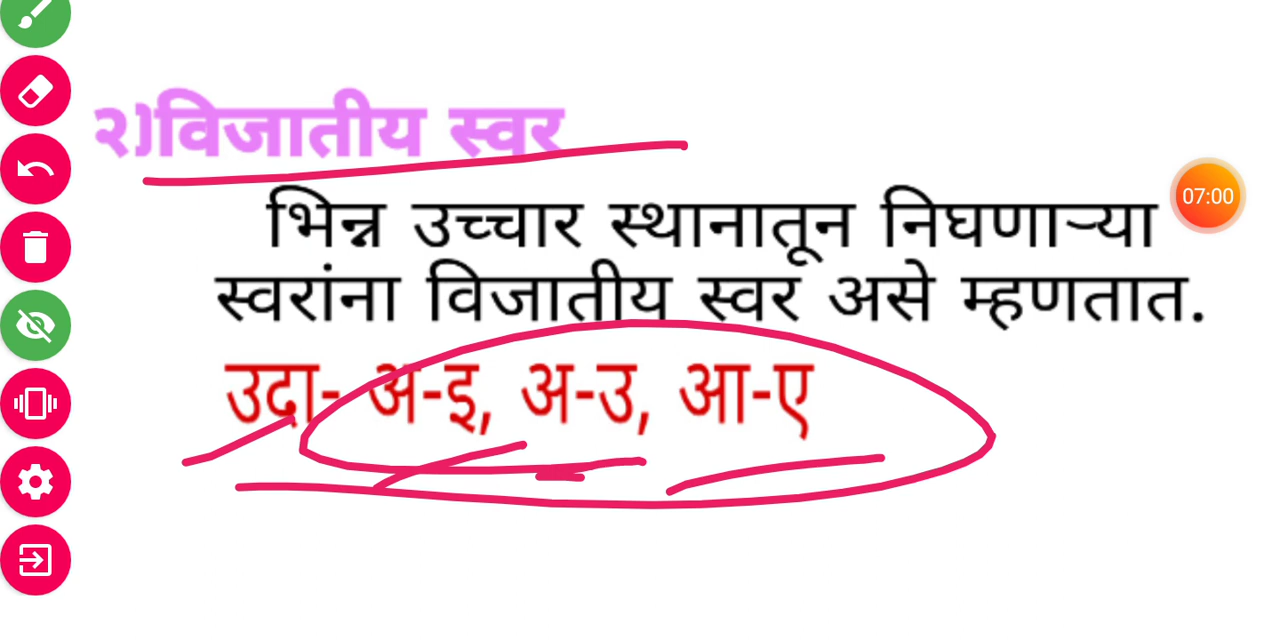 २)विजातीय स्वर
07:00
भिन्न उच्चार स्थानातून निघणाऱ्या
स्वरांना विजातीय स्वर असे म्हणतात.
उदा- अ-इ, अ-उ, आ-ए